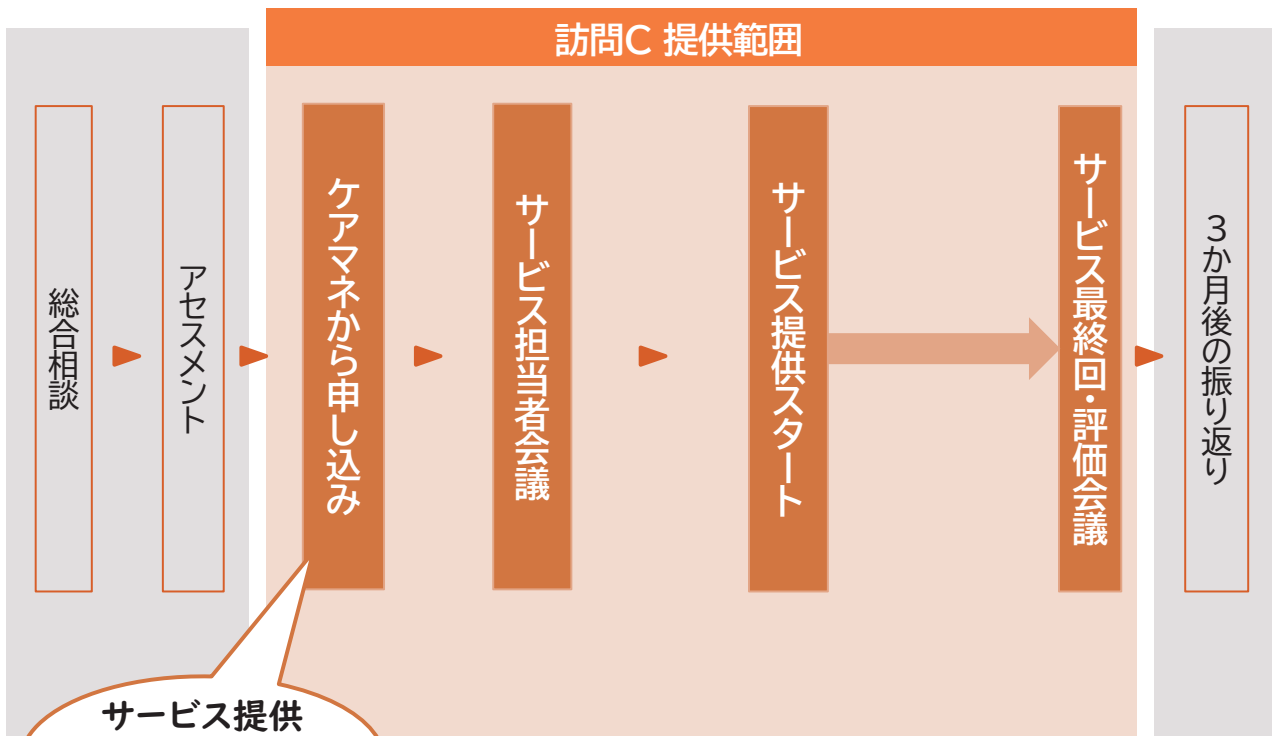 訪問C 提供範囲
総合相談
アセスメント
ケアマネから申し込み
サービス担当者会議
サービス提供スタート
サービス最終回・評価会議
3か月後の振り返り
サービス提供